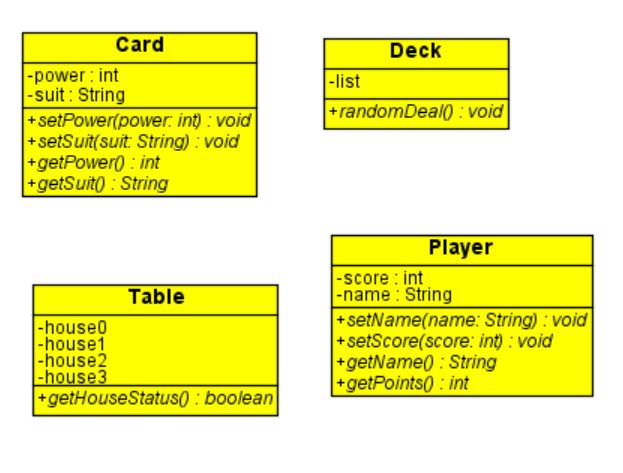 Card
-power : int
-suit : String
+setPower(power: int) : void
+setSuit(suit: String) : void
+getPower() : int
+getSuit() : String
Deck
-list
+randomDeal() : void
Table
-house0
-house1
-house2
-house3
+getHouseStatus() : boolean
Player
-score : int
-name : String
+setName(name: String) : void
+setScore(score: int) : void
+getName() : String
+getPoints() : int